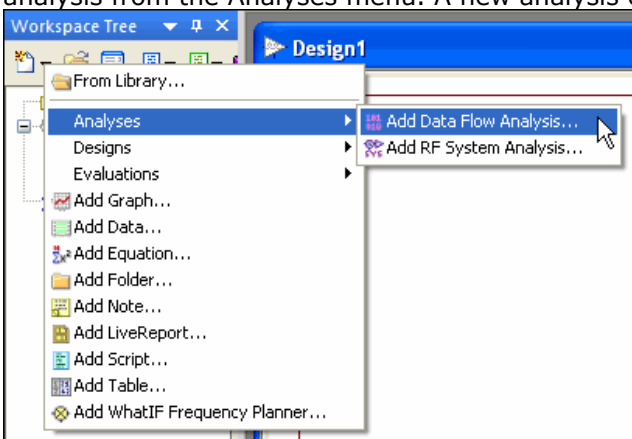 analysis from the Analyses menu. A new analysis
Workspace Tree
Design1
From Library...
Analyses
Add Data Flow Analysis...
Designs
Add RF System Analysis...
Evaluations
Add Graph...
Add Data...
Add Equation...
Add Folder...
Add Note...
Add LiveReport...
Add Script...
Add Table...
Add WhatIF Frequency Planner...